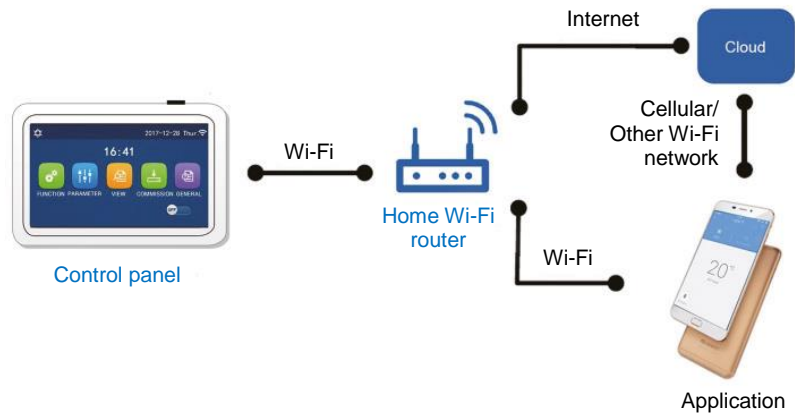 Internet
Cloud
Cellular/
Other Wi-Fi
network
2017-12-28 Thur
16:41
FUNCTION PARAMETER VIEW COMMISSION GENERAL
OFF
Wi-Fi
Home Wi-Fi
router
Wi-Fi
Control panel
20°
Application